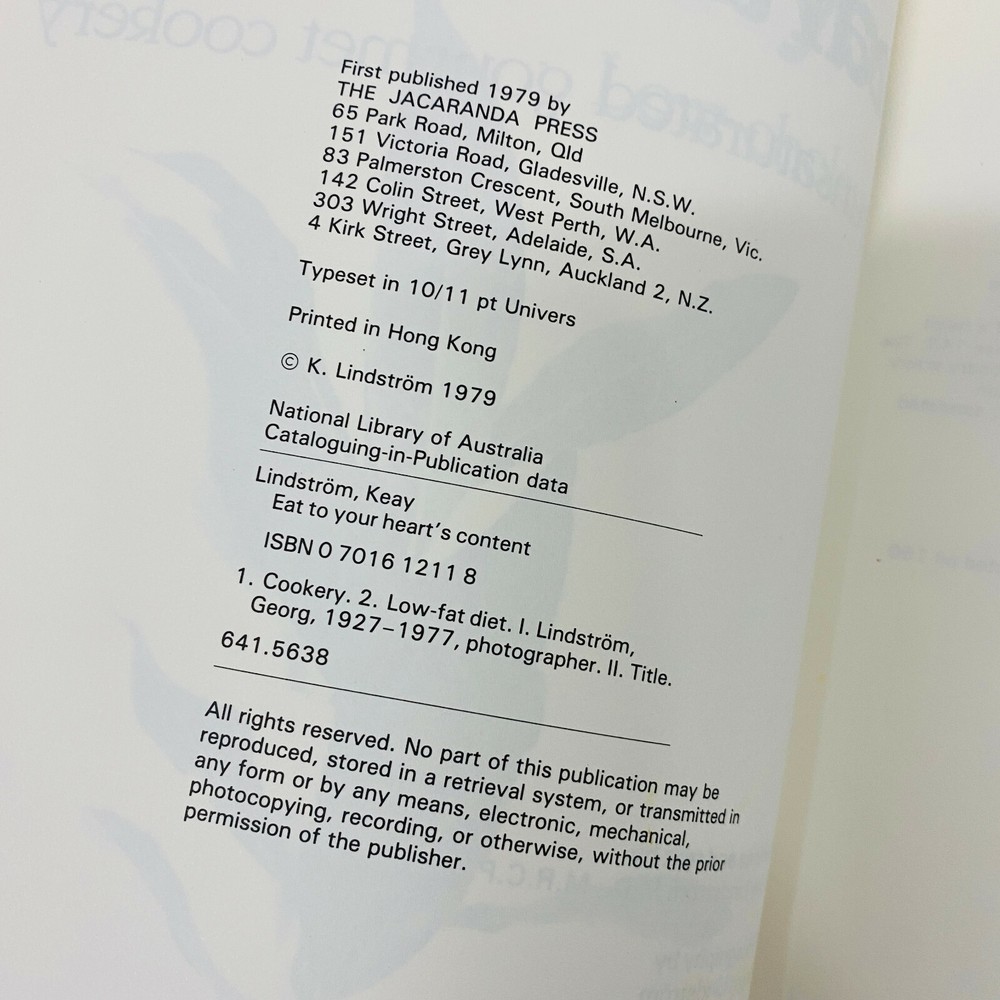 First published 1979 by
THE JACARANDA PRESS
65 Park Road, Milton, Qld
151 Victoria Road, Gladesville, N.S.W.
83 Palmerston Crescent, South Melbourne, Vic.
142 Colin Street, West Perth, W.A.
303 Wright Street, Adelaide, S.A.
4 Kirk Street, Grey Lynn, Auckland 2, N.Z.
Typeset in 10/11 pt Univers
Printed in Hong Kong
© K. Lindström 1979
National Library of Australia
Cataloguing-in-Publication data
Lindström, Keay
Eat to your heart's content
ISBN 0 7016 1211 8
1. Cookery. 2. Low-fat diet. I. Lindström,
Georg, 1927–1977, photographer. II. Title.
641.5638
All rights reserved. No part of this publication may be
reproduced, stored in a retrieval system, or transmitted in
any form or by any means, electronic, mechanical,
photocopying, recording, or otherwise, without the prior
permission of the publisher.